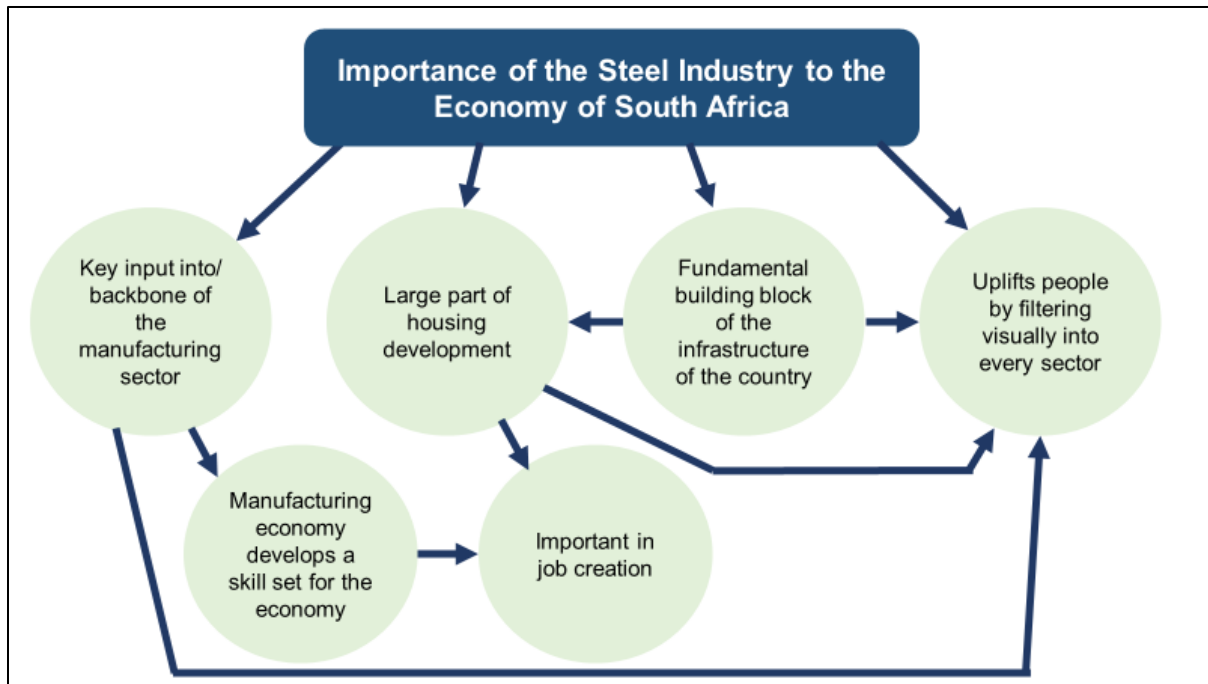 Importance of the Steel Industry to the
Economy of South Africa
Key input into/
backbone of
the
manufacturing
sector
Large part of
housing
development
Fundamental
building block
of the
infrastructure
of the country
Uplifts people
by filtering
visually into
every sector
Manufacturing
economy
develops a
skill set for the
economy
Important in
job creation